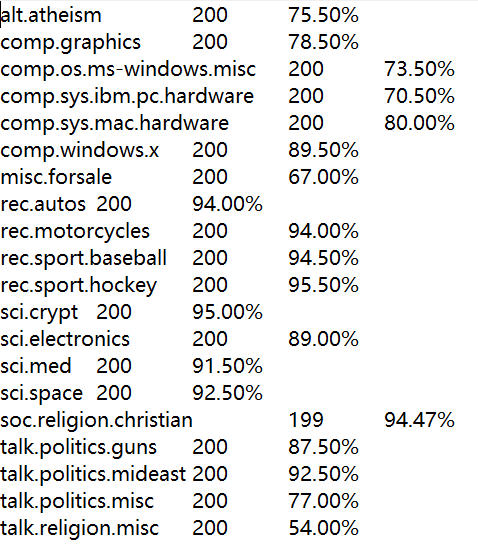 alt.atheism 200 75.50%
comp.graphics 200 78.50%
comp.os.ms-windows.misc 200 73.50%
comp.sys.ibm.pc.hardware 200 70.50%
comp.sys.mac.hardware 200 80.00%
comp.windows.x 200 89.50%
misc.forsale 200 67.00%
rec.autos 200 94.00%
rec.motorcycles 200 94.00%
rec.sport.baseball 200 94.50%
rec.sport.hockey 200 95.50%
sci.crypt 200 95.00%
sci.electronics 200 89.00%
sci.med 200 91.50%
sci.space 200 92.50%
soc.religion.christian 199 94.47%
talk.politics.guns 200 87.50%
talk.politics.mideast 200 92.50%
talk.politics.misc 200 77.00%
talk.religion.misc 200 54.00%